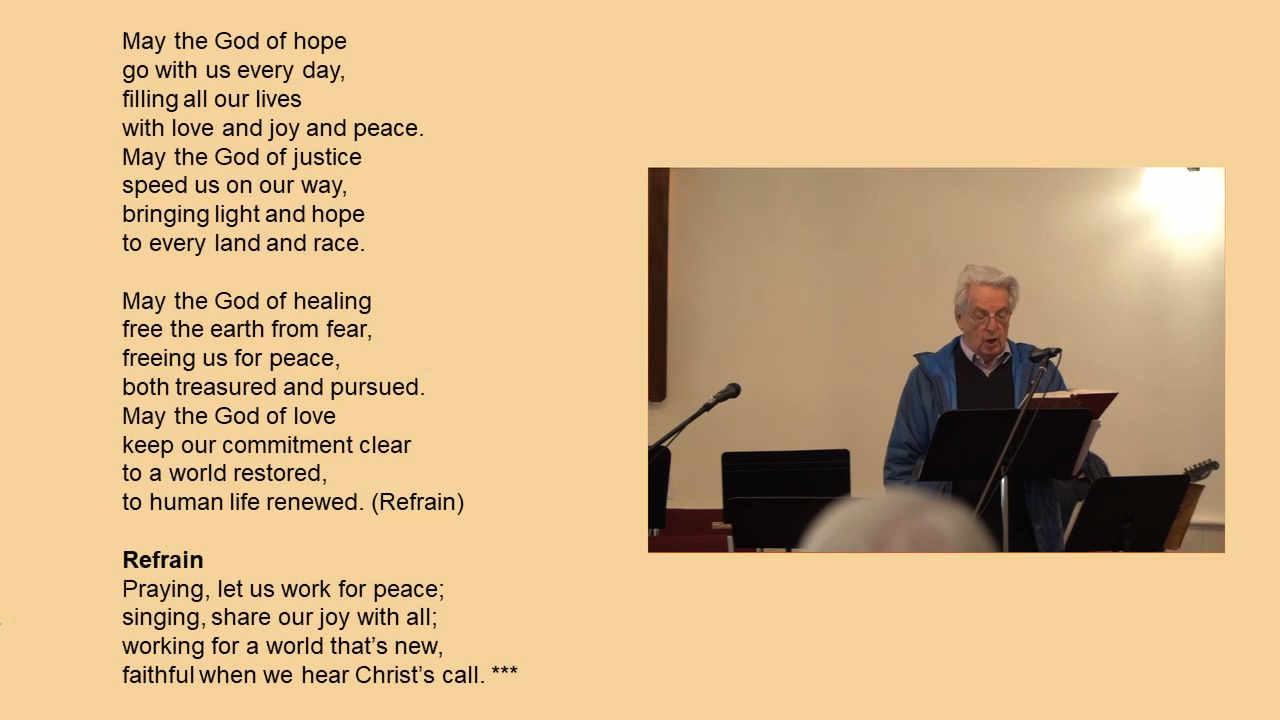 May the God of hope
go with us every day,
filling all our lives
with love and joy and peace.
May the God of justice
speed us on our way,
bringing light and hope
to every land and race.
May the God of healing
free the earth from fear,
freeing us for peace,
both treasured and pursued.
May the God of love
keep our commitment clear
to a world restored,
to human life renewed. (Refrain)
Refrain
Praying, let us work for peace;
singing, share our joy with all;
working for a world that’s new,
faithful when we hear Christ’s call. ***